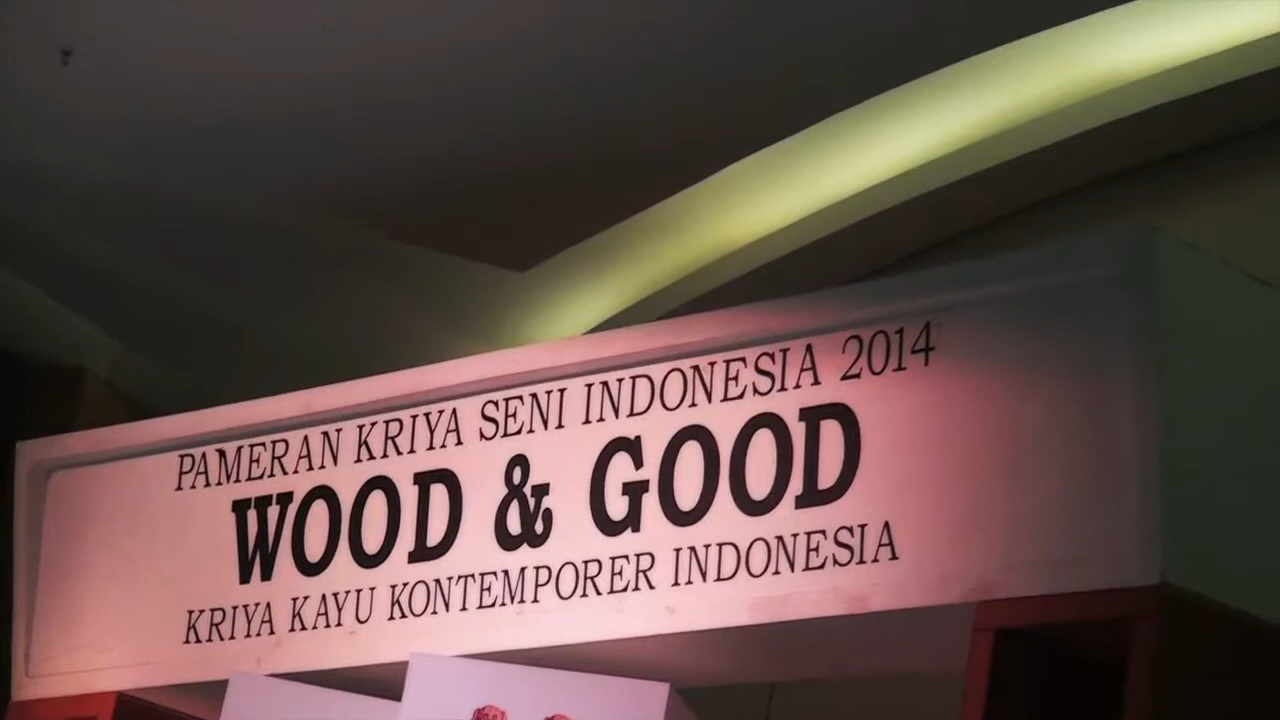 PAMERAN KRIYA SENI INDONESIA 2014
WOOD & GOOD
KRIYA KAYU KONTEMPORER INDONESIA